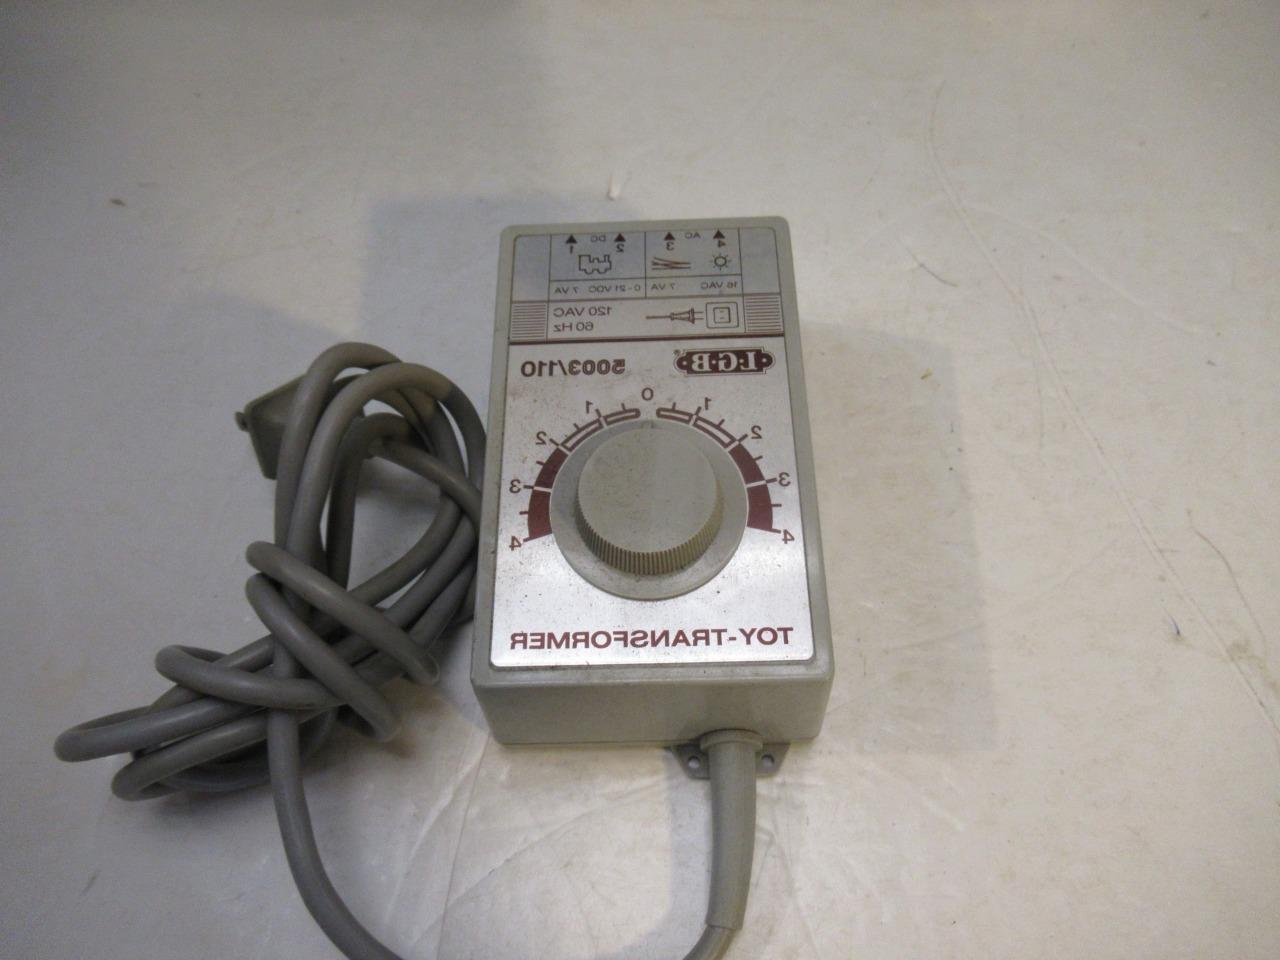 4 AC 3 2 DC 1
16 VAC 7 VA 0-21 VDC 7 VA
120 VAC
60 Hz
L·G·B® 5003/110
0
1 1
2 2
3 3
4 4
TOY-TRANSFORMER